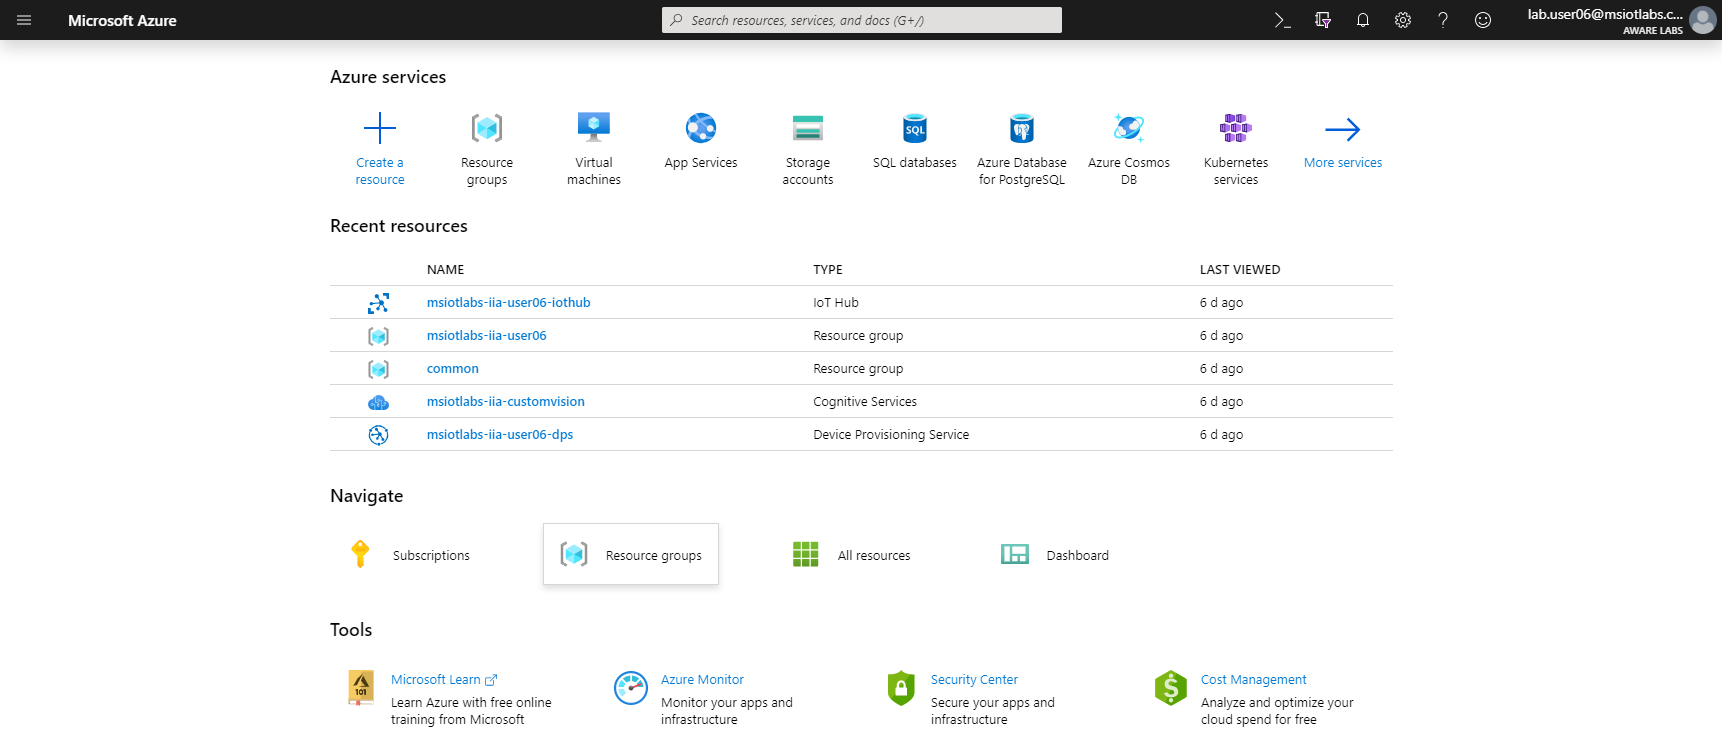 Microsoft Azure
Search resources, services, and docs (G+/)
lab.user06@msiotlabs.c...
AWARE LABS
Azure services
Create a
resource
Resource
groups
Virtual
machines
App Services
Storage
accounts
SQL
SQL databases
Azure Database
for PostgreSQL
Azure Cosmos
DB
Kubernetes
services
More services
Recent resources
NAME TYPE LAST VIEWED
msiotlabs-iia-user06-iothub IoT Hub 6 d ago
msiotlabs-iia-user06 Resource group 6 d ago
common Resource group 6 d ago
msiotlabs-iia-customvision Cognitive Services 6 d ago
msiotlabs-iia-user06-dps Device Provisioning Service 6 d ago
Navigate
Subscriptions
Resource groups
All resources
Dashboard
Tools
101
Microsoft Learn
Learn Azure with free online
training from Microsoft
Azure Monitor
Monitor your apps and
infrastructure
Security Center
Secure your apps and
infrastructure
Cost Management
Analyze and optimize your
cloud spend for free